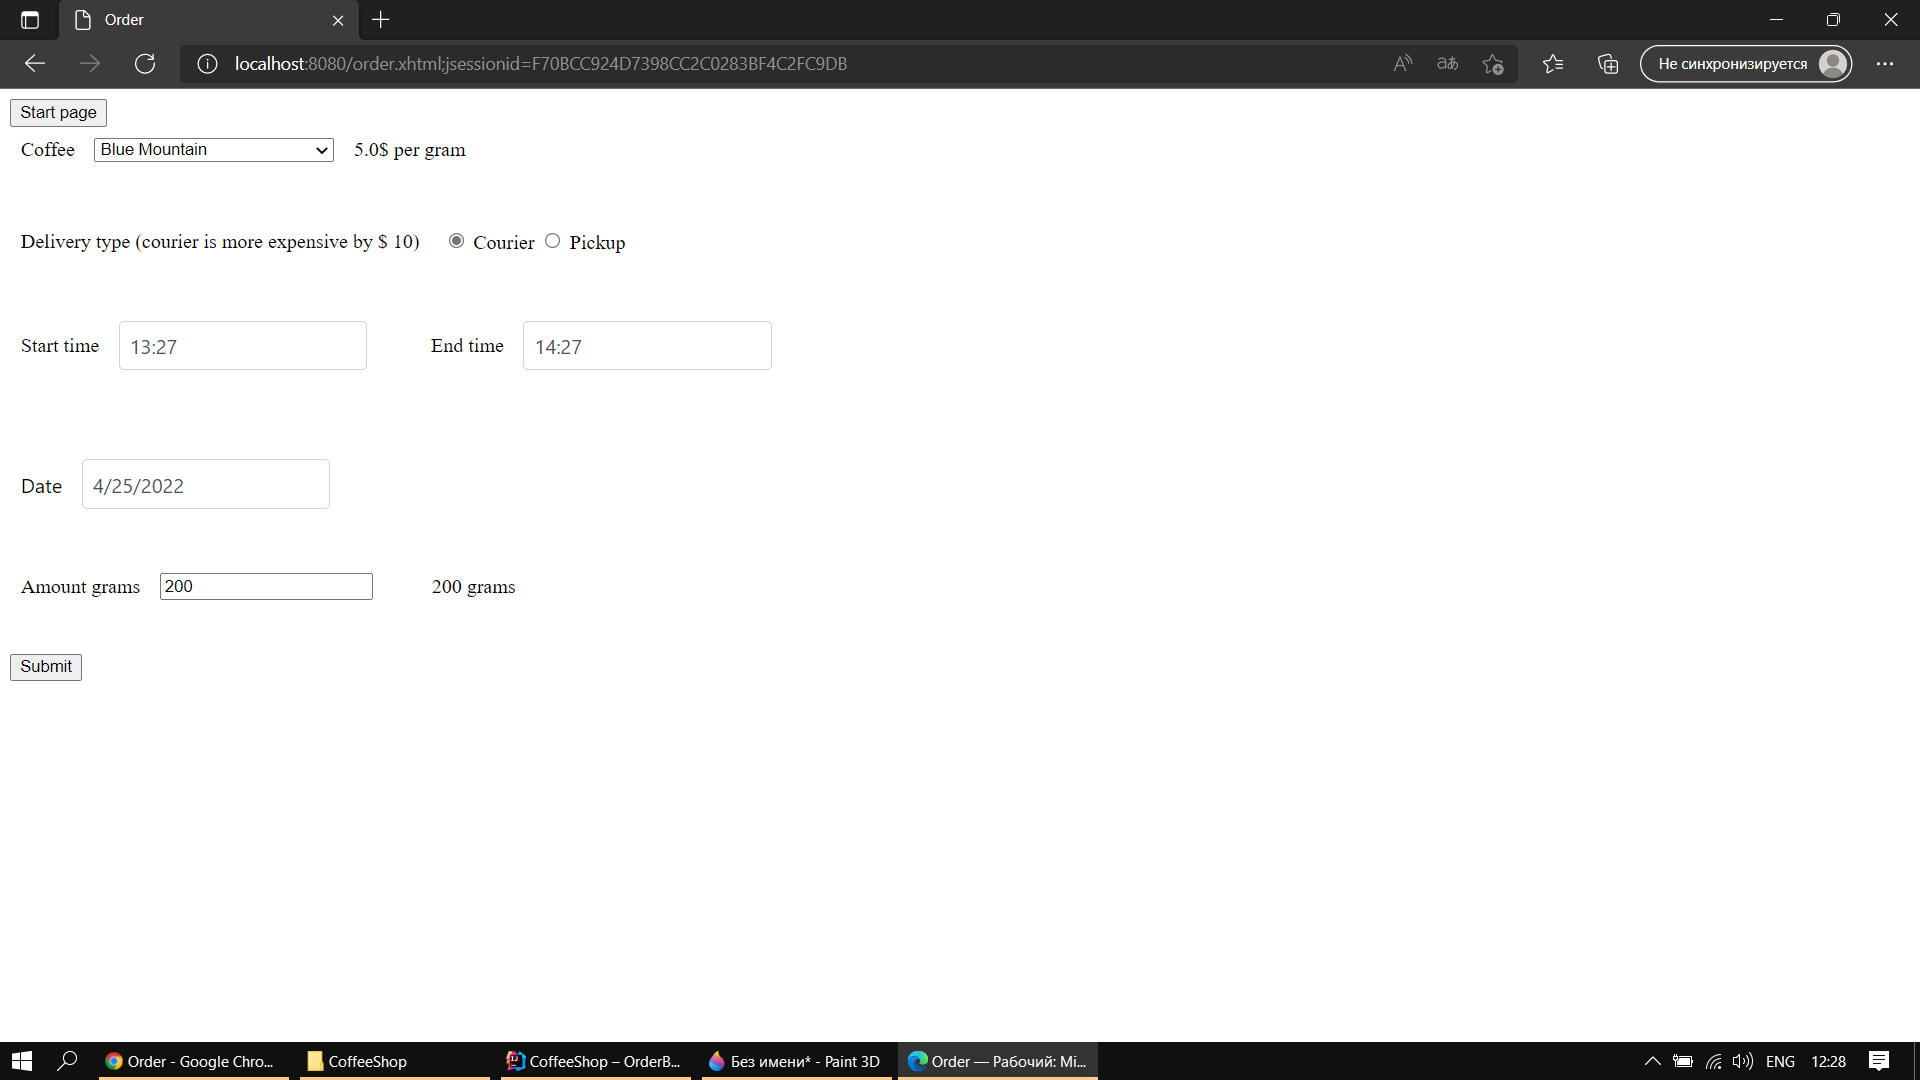 Order
localhost:8080/order.xhtml;jsessionid=F70BCC924D7398CC2C0283BF4C2FC9DB
Не синхронизируется
Start page
Coffee Blue Mountain 5.0$ per gram
Delivery type (courier is more expensive by $ 10) Courier Pickup
Start time 13:27 End time 14:27
Date 4/25/2022
Amount grams 200 200 grams
Submit
Order - Google Chro... CoffeeShop CoffeeShop – OrderB... Без имени* - Paint 3D Order — Рабочий: Mi... ENG 12:28